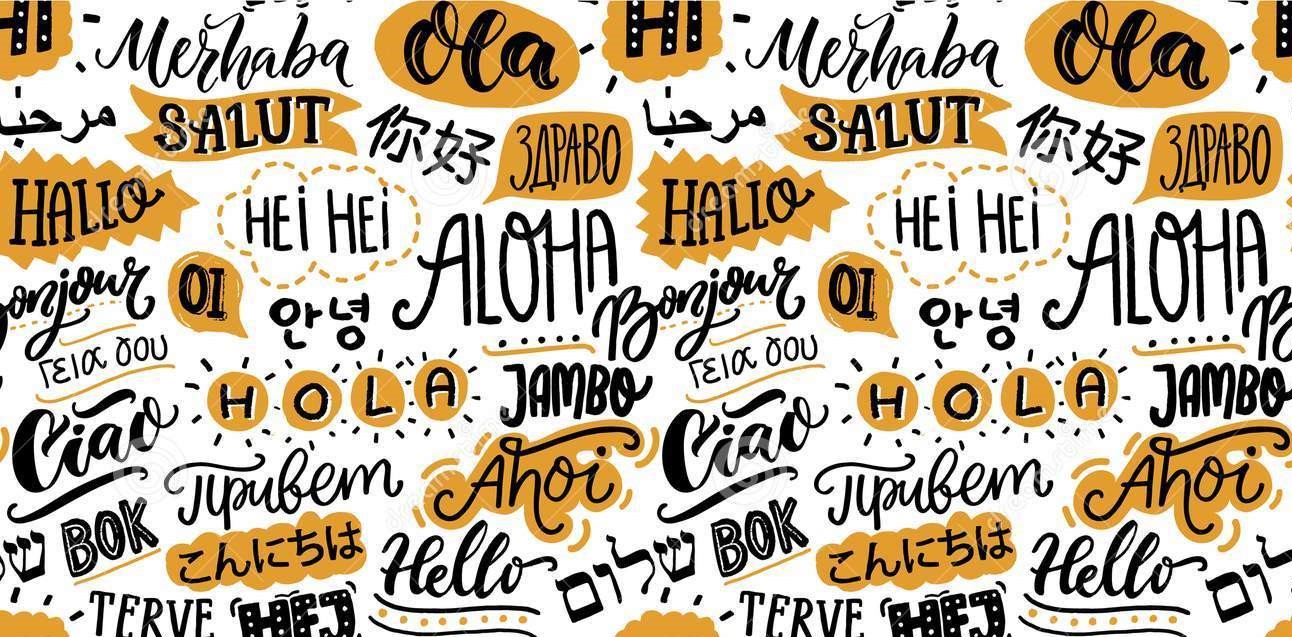 HI
Merhaba
Ola
HI
Merhaba
Ola
مرحبا
SALUT
你好
ЗДРАВО
مرحبا
SALUT
你好
ЗДРАВО
HALLO
HEi HEi
ALOHA
HALLO
HEi HEi
ALOHA
Bonjour
OI
안녕
Bonjour
OI
안녕
Γεια σου
HOLA
JAMBO
Γεια σου
HOLA
JAMBO
Ciao
Привет
Ahoi
Ciao
Привет
Ahoi
BOK
こんにちは
Hello
שלום
BOK
こんにちは
Hello
TERVE
HEJ
TERVE
HEJ